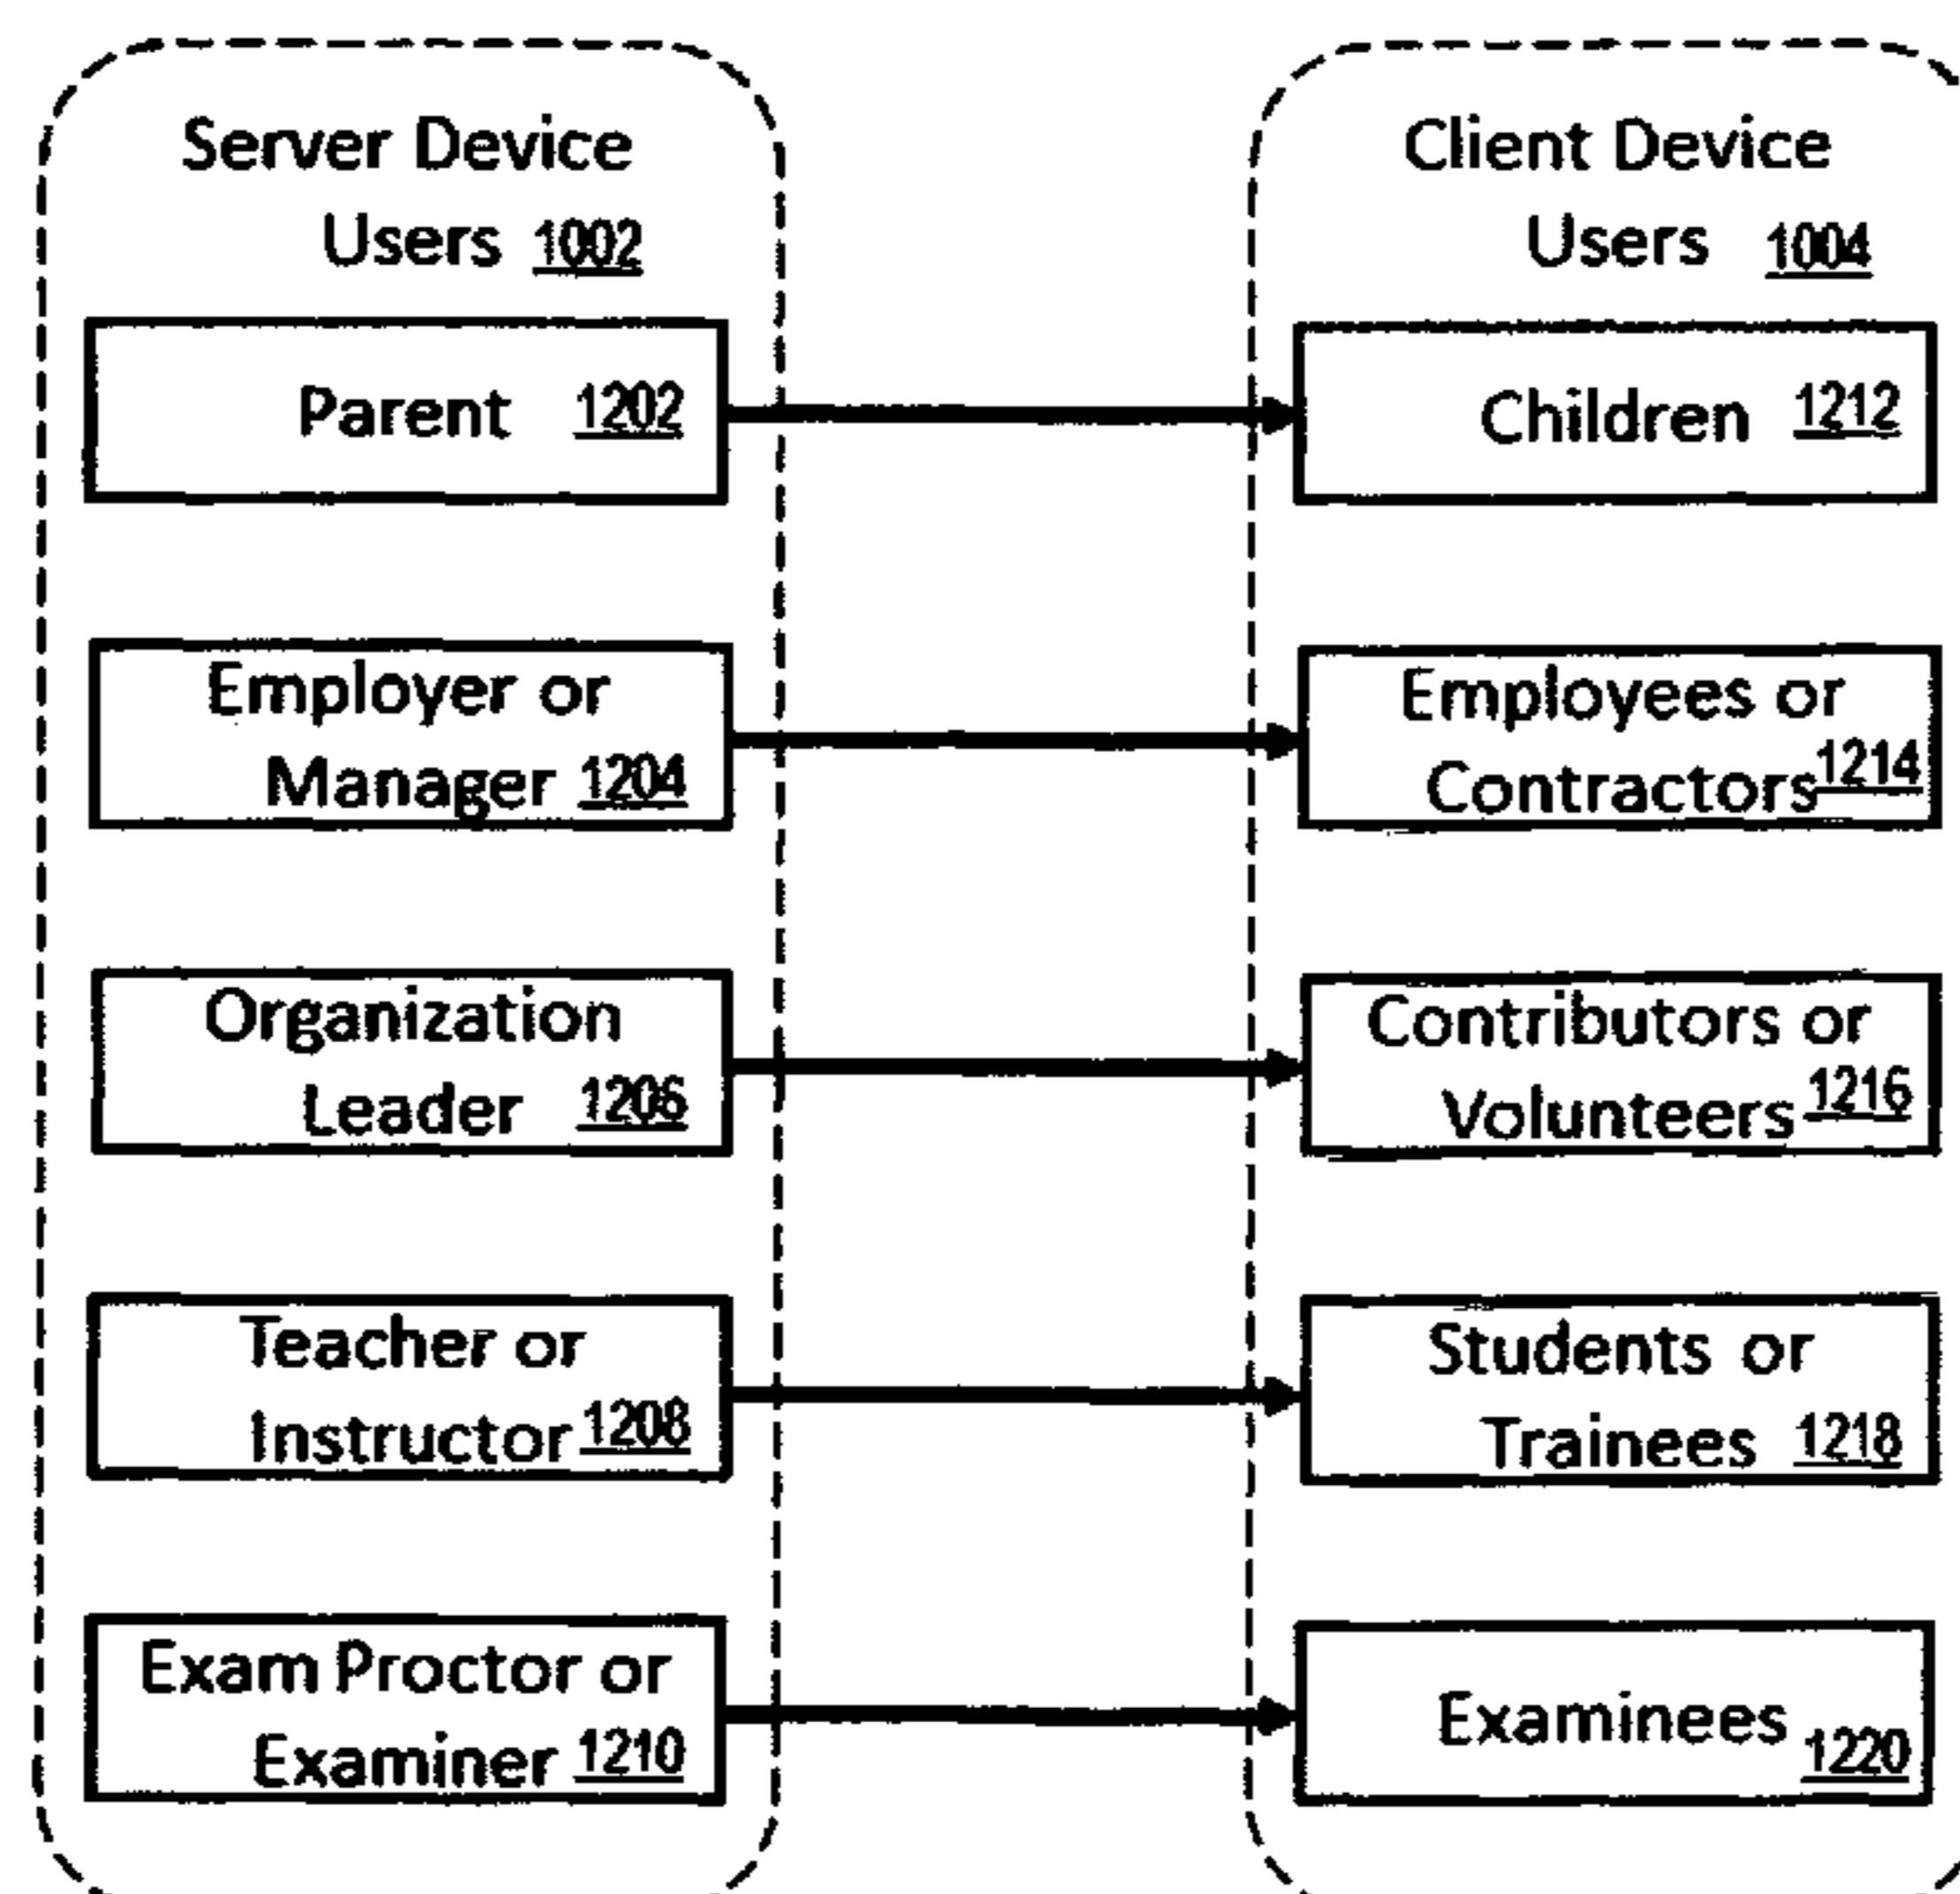 Server Device
Users 1002
Parent 1202
Employer or
Manager 1204
Organization
Leader 1206
Teacher or
Instructor 1208
Exam Proctor or
Examiner 1210
Client Device
Users 1004
Children 1212
Employees or
Contractors 1214
Contributors or
Volunteers 1216
Students or
Trainees 1218
Examinees 1220